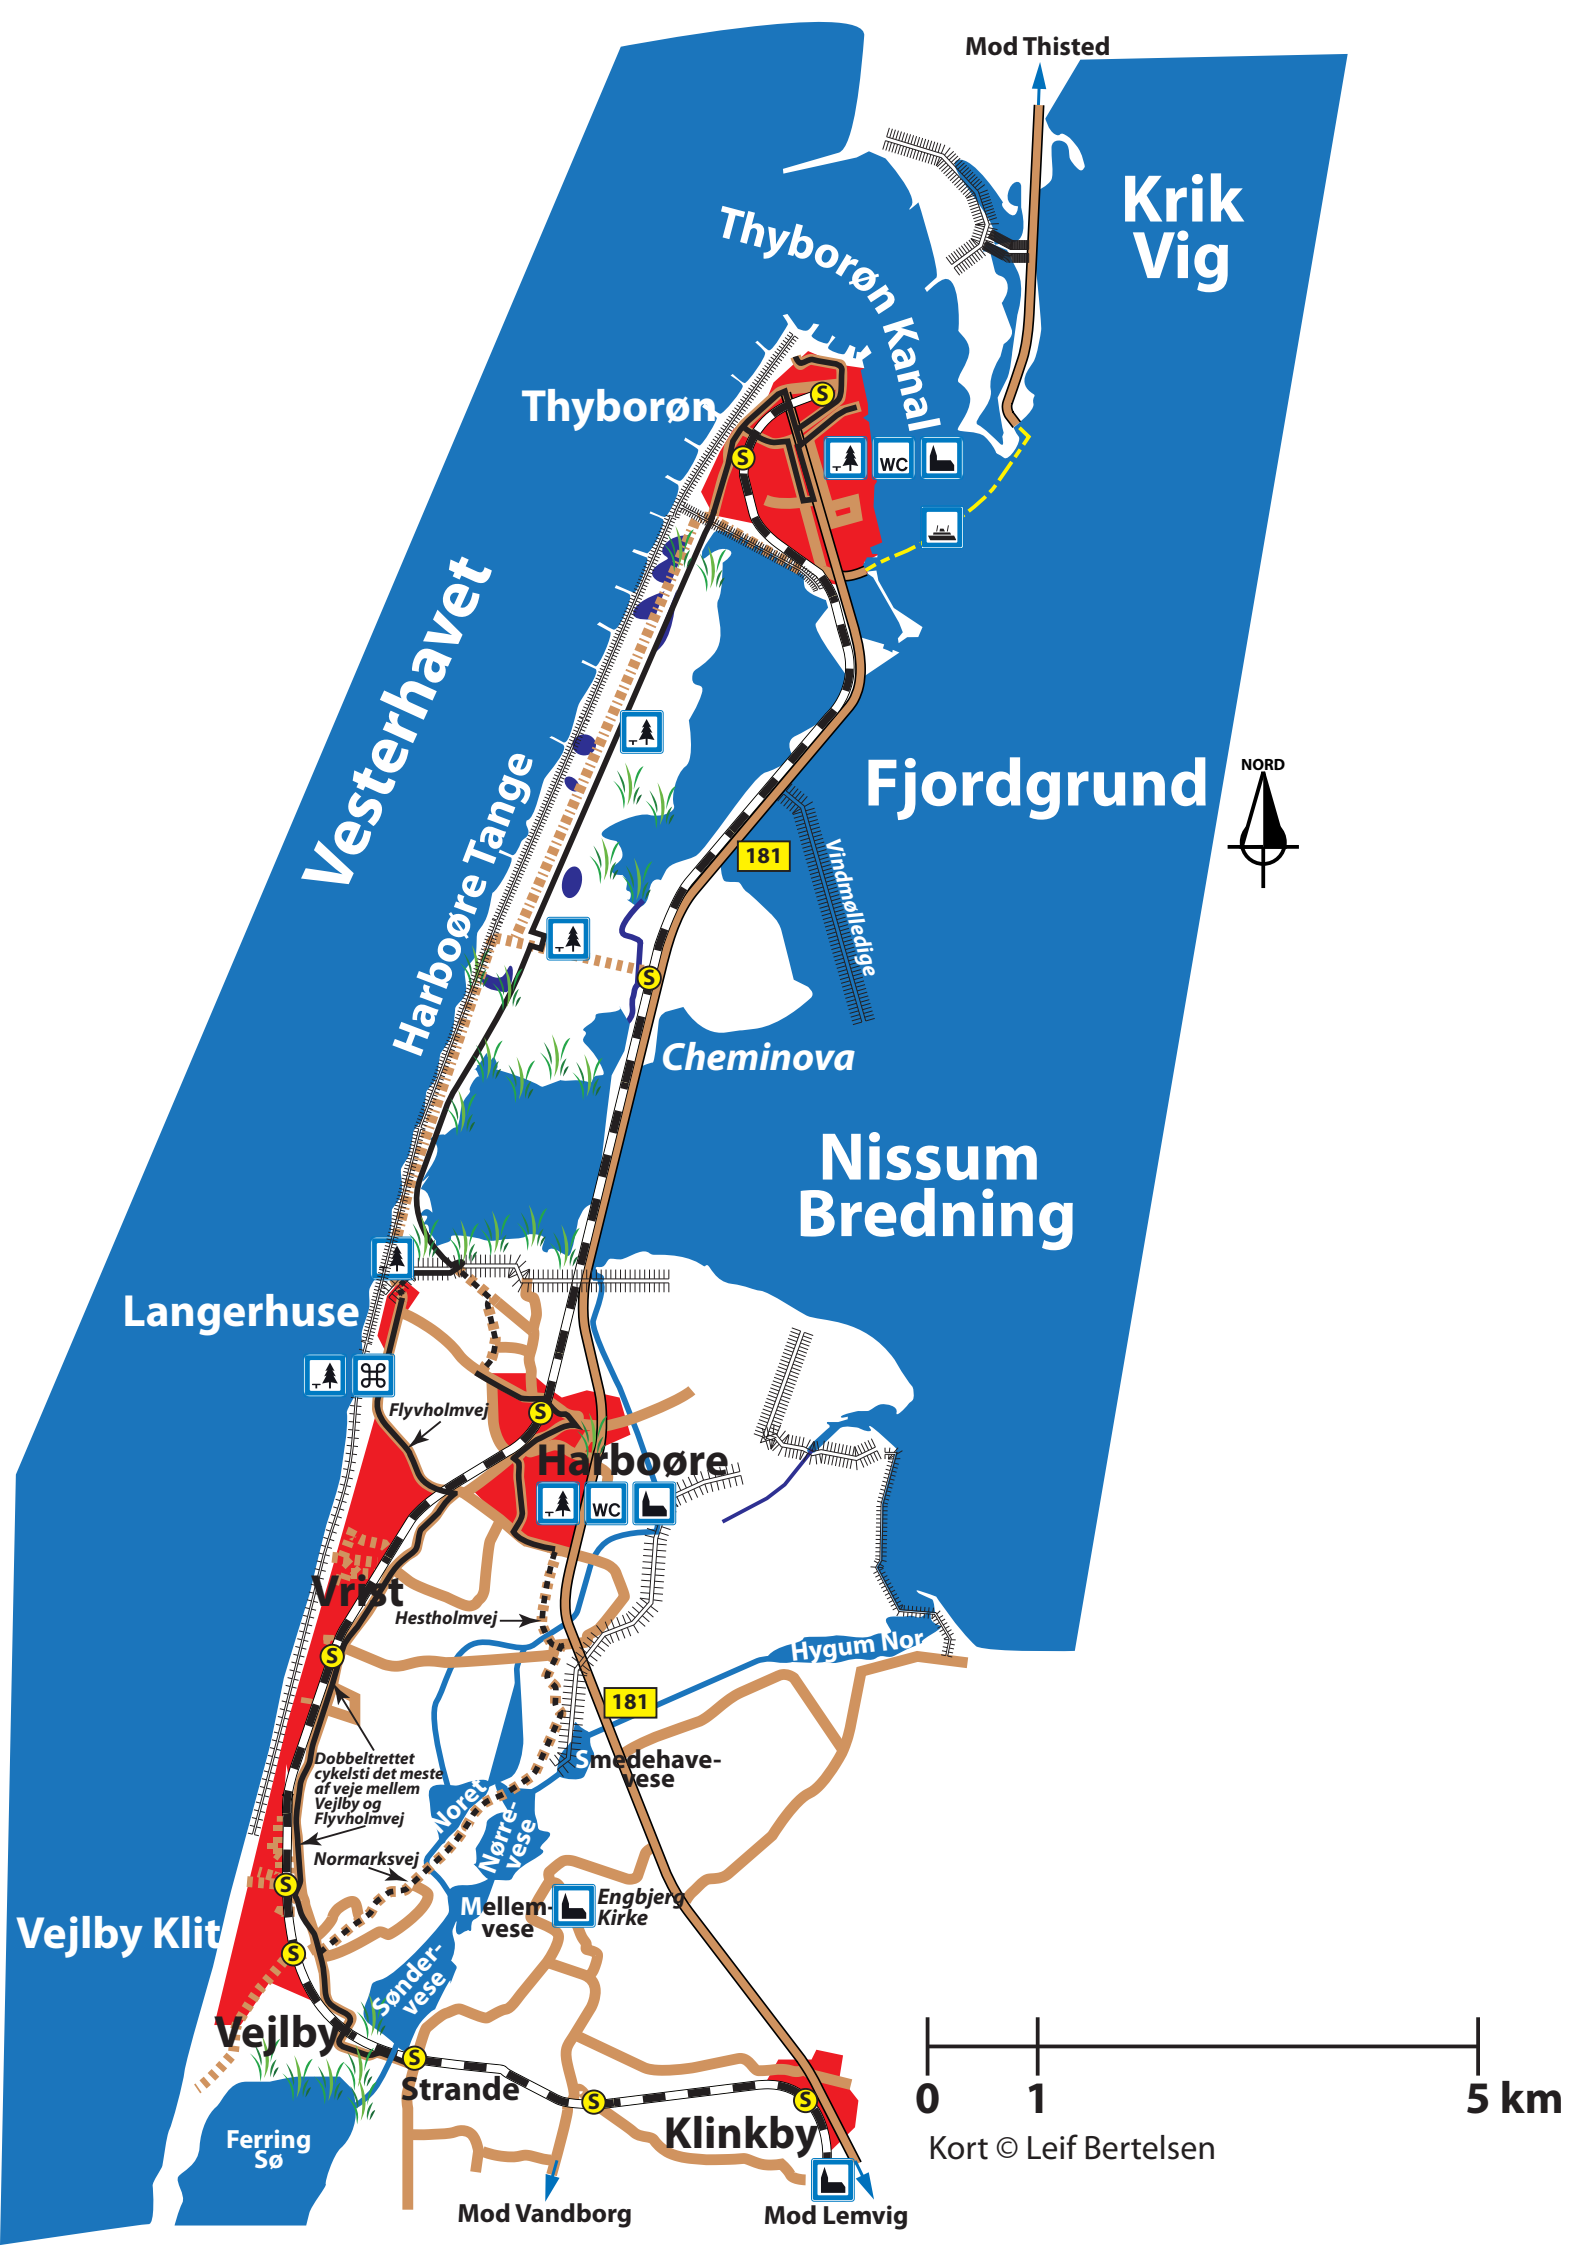 Mod Thisted
Krik
Vig
Thyborøn Kanal
Thyborøn
S
S
WC
Vesterhavet
Harboøre Tange
Fjordgrund
NORD
181
Vindmølledige
S
Cheminova
Nissum
Bredning
Langerhuse
Flyvholmvej
S
Harboøre
WC
Vrist
Hestholmvej
Hygum Nor
S
181
Dobbeltrettet
cykelsti det meste
af veje mellem
Vejlby og
Flyvholmvej
Smedehave-
vese
Noret
Nørre-
vese
Normarksvej
S
Mellem-
vese
Engbjerg
Kirke
Vejlby Klit
S
Sønder-
vese
Vejlby
S
Strande
S
S
Klinkby
0
1
5 km
Kort © Leif Bertelsen
Ferring
Sø
Mod Vandborg
Mod Lemvig